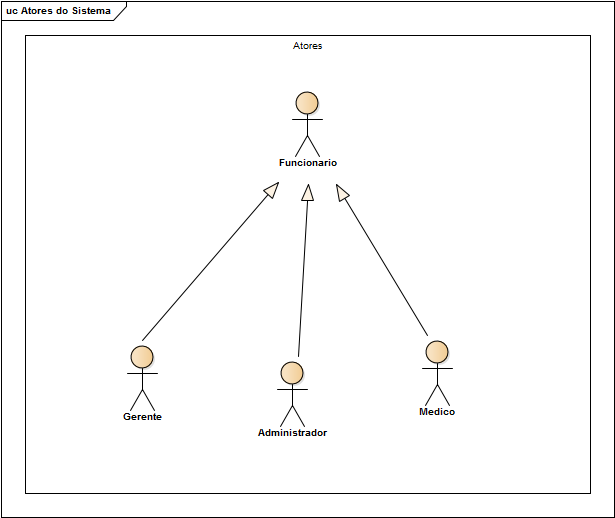 uc Atores do Sistema
Atores
Funcionario
Gerente
Administrador
Medico